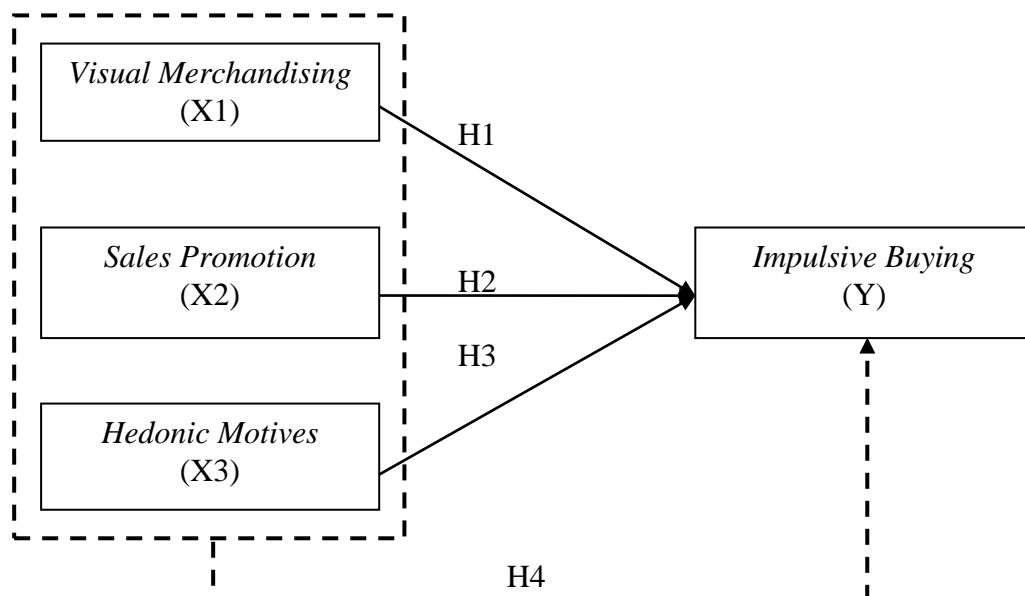 Visual Merchandising
(X1)
H1
Sales Promotion
(X2)
H2
Impulsive Buying
(Y)
H3
Hedonic Motives
(X3)
H4